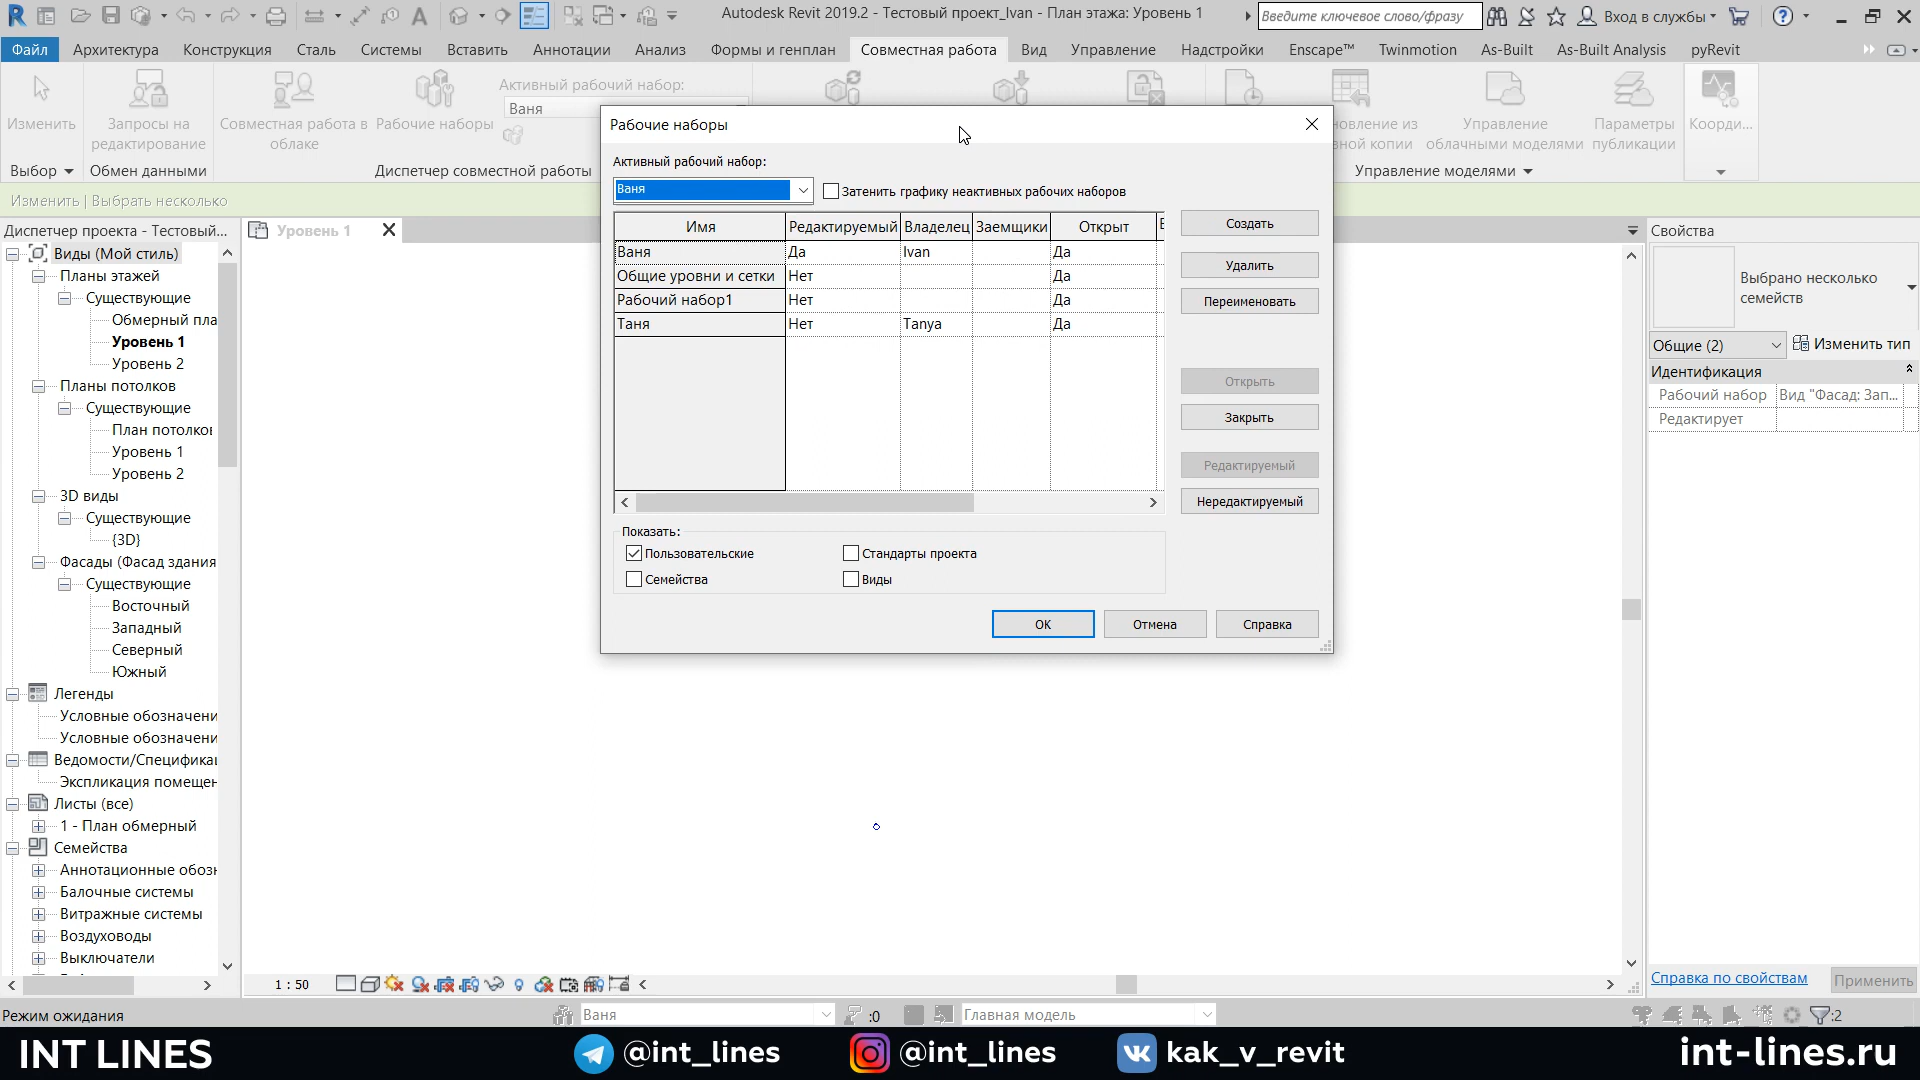 Autodesk Revit 2019.2 - Тестовый проект_Ivan - План этажа: Уровень 1
Введите ключевое слово/фразу
Вход в службы
Файл Архитектура Конструкция Сталь Системы Вставить Аннотации Анализ Формы и генплан Совместная работа Вид Управление Надстройки Enscape™ Twinmotion As-Built As-Built Analysis pyRevit
Изменить
Запросы на
редактирование
Совместная работа в
облаке
Рабочие наборы
Активный рабочий набор:
Ваня
новление из
вной копии
Управление
облачными моделями
Параметры
публикации
Коорди...
Выбор
Обмен данными
Диспетчер совместной работы
Управление моделями
Изменить | Выбрать несколько
Диспетчер проекта - Тестовый...
Виды (Мой стиль)
Планы этажей
Существующие
Обмерный пла
Уровень 1
Уровень 2
Планы потолков
Существующие
План потолко
Уровень 1
Уровень 2
3D виды
Существующие
{3D}
Фасады (Фасад здания
Существующие
Восточный
Западный
Северный
Южный
Легенды
Условные обозначени
Условные обозначени
Ведомости/Спецификац
Экспликация помещен
Листы (все)
1 - План обмерный
Семейства
Аннотационные обозн
Балочные системы
Витражные системы
Воздуховоды
Выключатели
Уровень 1
Рабочие наборы
Активный рабочий набор:
Ваня
Затенить графику неактивных рабочих наборов
Имя Редактируемый Владелец Заемщики Открыт
Ваня Да Ivan Да
Общие уровни и сетки Нет Да
Рабочий набор1 Нет Да
Таня Нет Tanya Да
Создать
Удалить
Переименовать
Открыть
Закрыть
Редактируемый
Нередактируемый
Показать:
Пользовательские Стандарты проекта
Семейства Виды
ОК Отмена Справка
Свойства
Выбрано несколько
семейств
Общие (2) Изменить тип
Идентификация
Рабочий набор Вид "Фасад: Зап...
Редактирует
Справка по свойствам Применить
1 : 50
Режим ожидания
Ваня
:0
Главная модель
:2
INT LINES @int_lines @int_lines kak_v_revit int-lines.ru